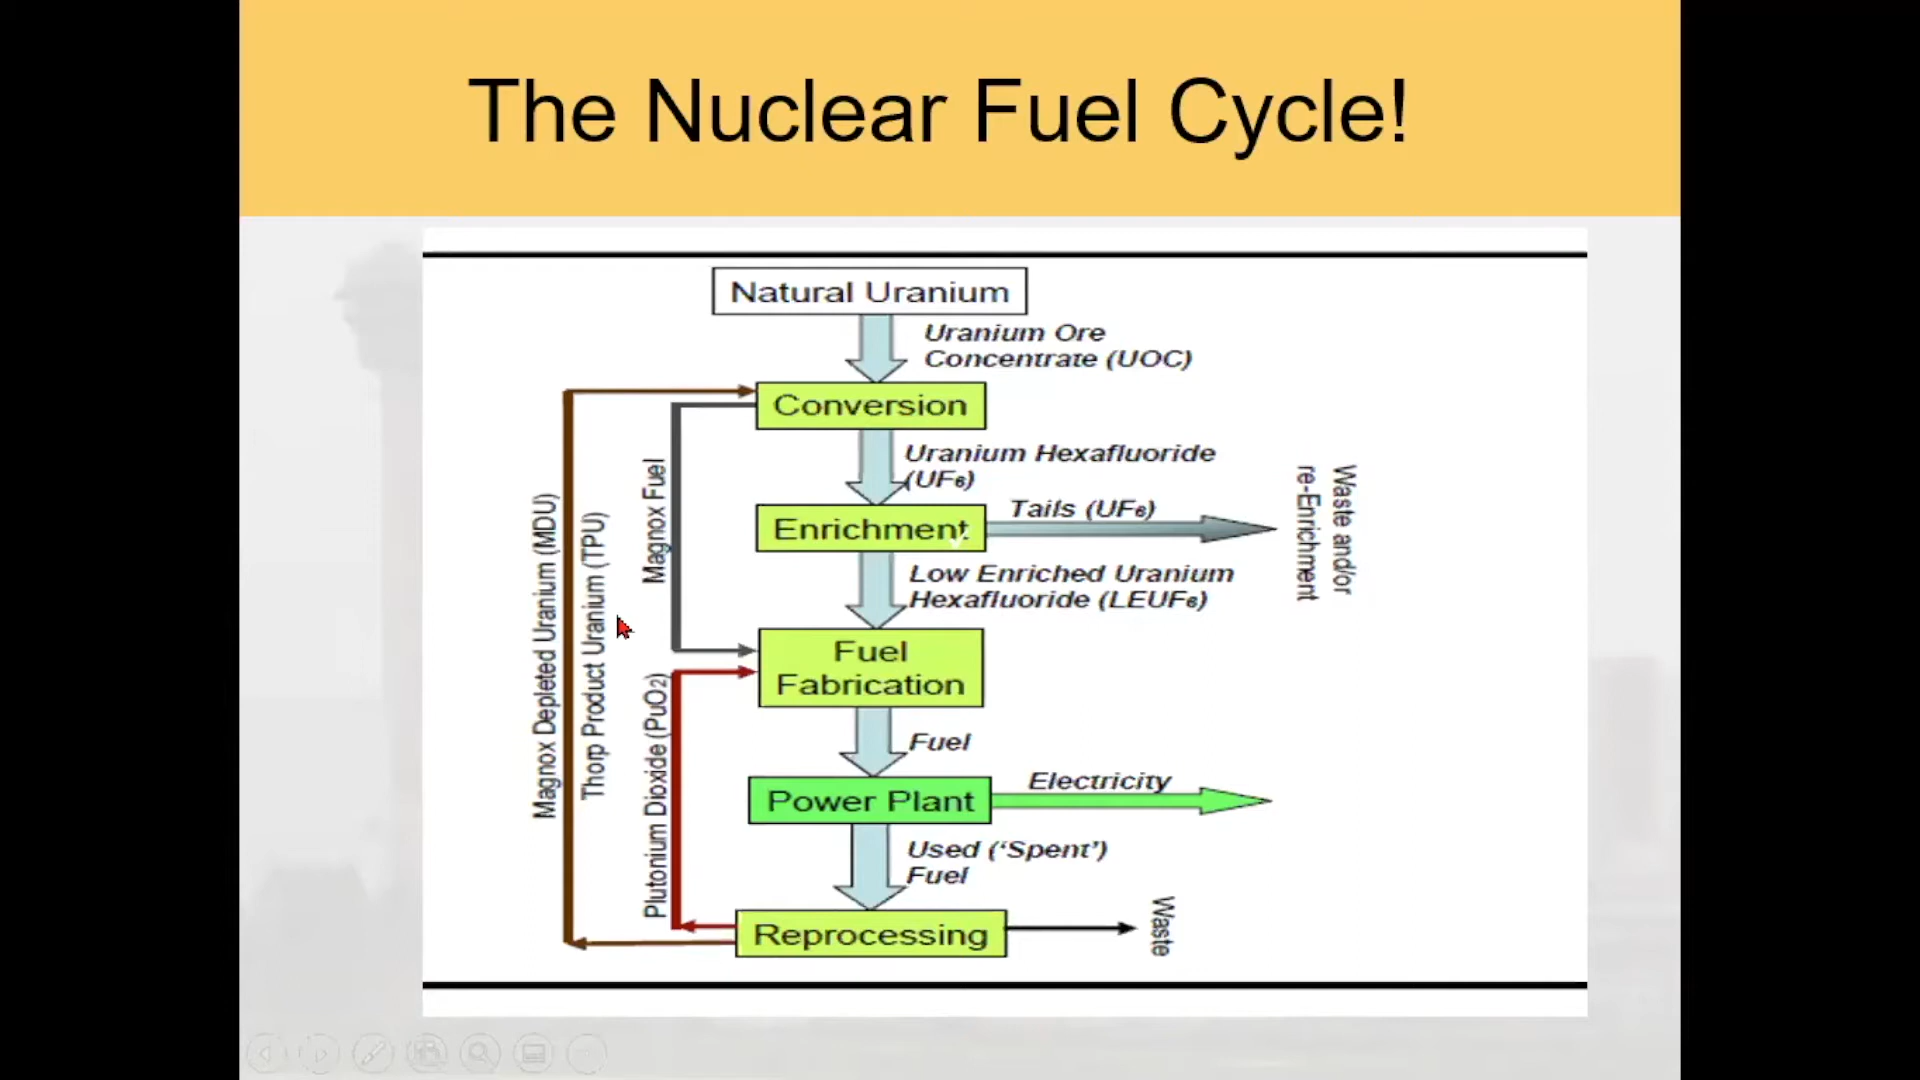 The Nuclear Fuel Cycle!
Natural Uranium
Uranium Ore
Concentrate (UOC)
Conversion
Uranium Hexafluoride
(UF₆)
Magnox Fuel
Enrichment
Tails (UF₆)
Waste and/or
re-Enrichment
Low Enriched Uranium
Hexafluoride (LEUF₆)
Magnox Depleted Uranium (MDU)
Thorp Product Uranium (TPU)
Fuel
Fabrication
Plutonium Dioxide (PuO2)
Fuel
Power Plant
Electricity
Used (‘Spent’)
Fuel
Reprocessing
Waste